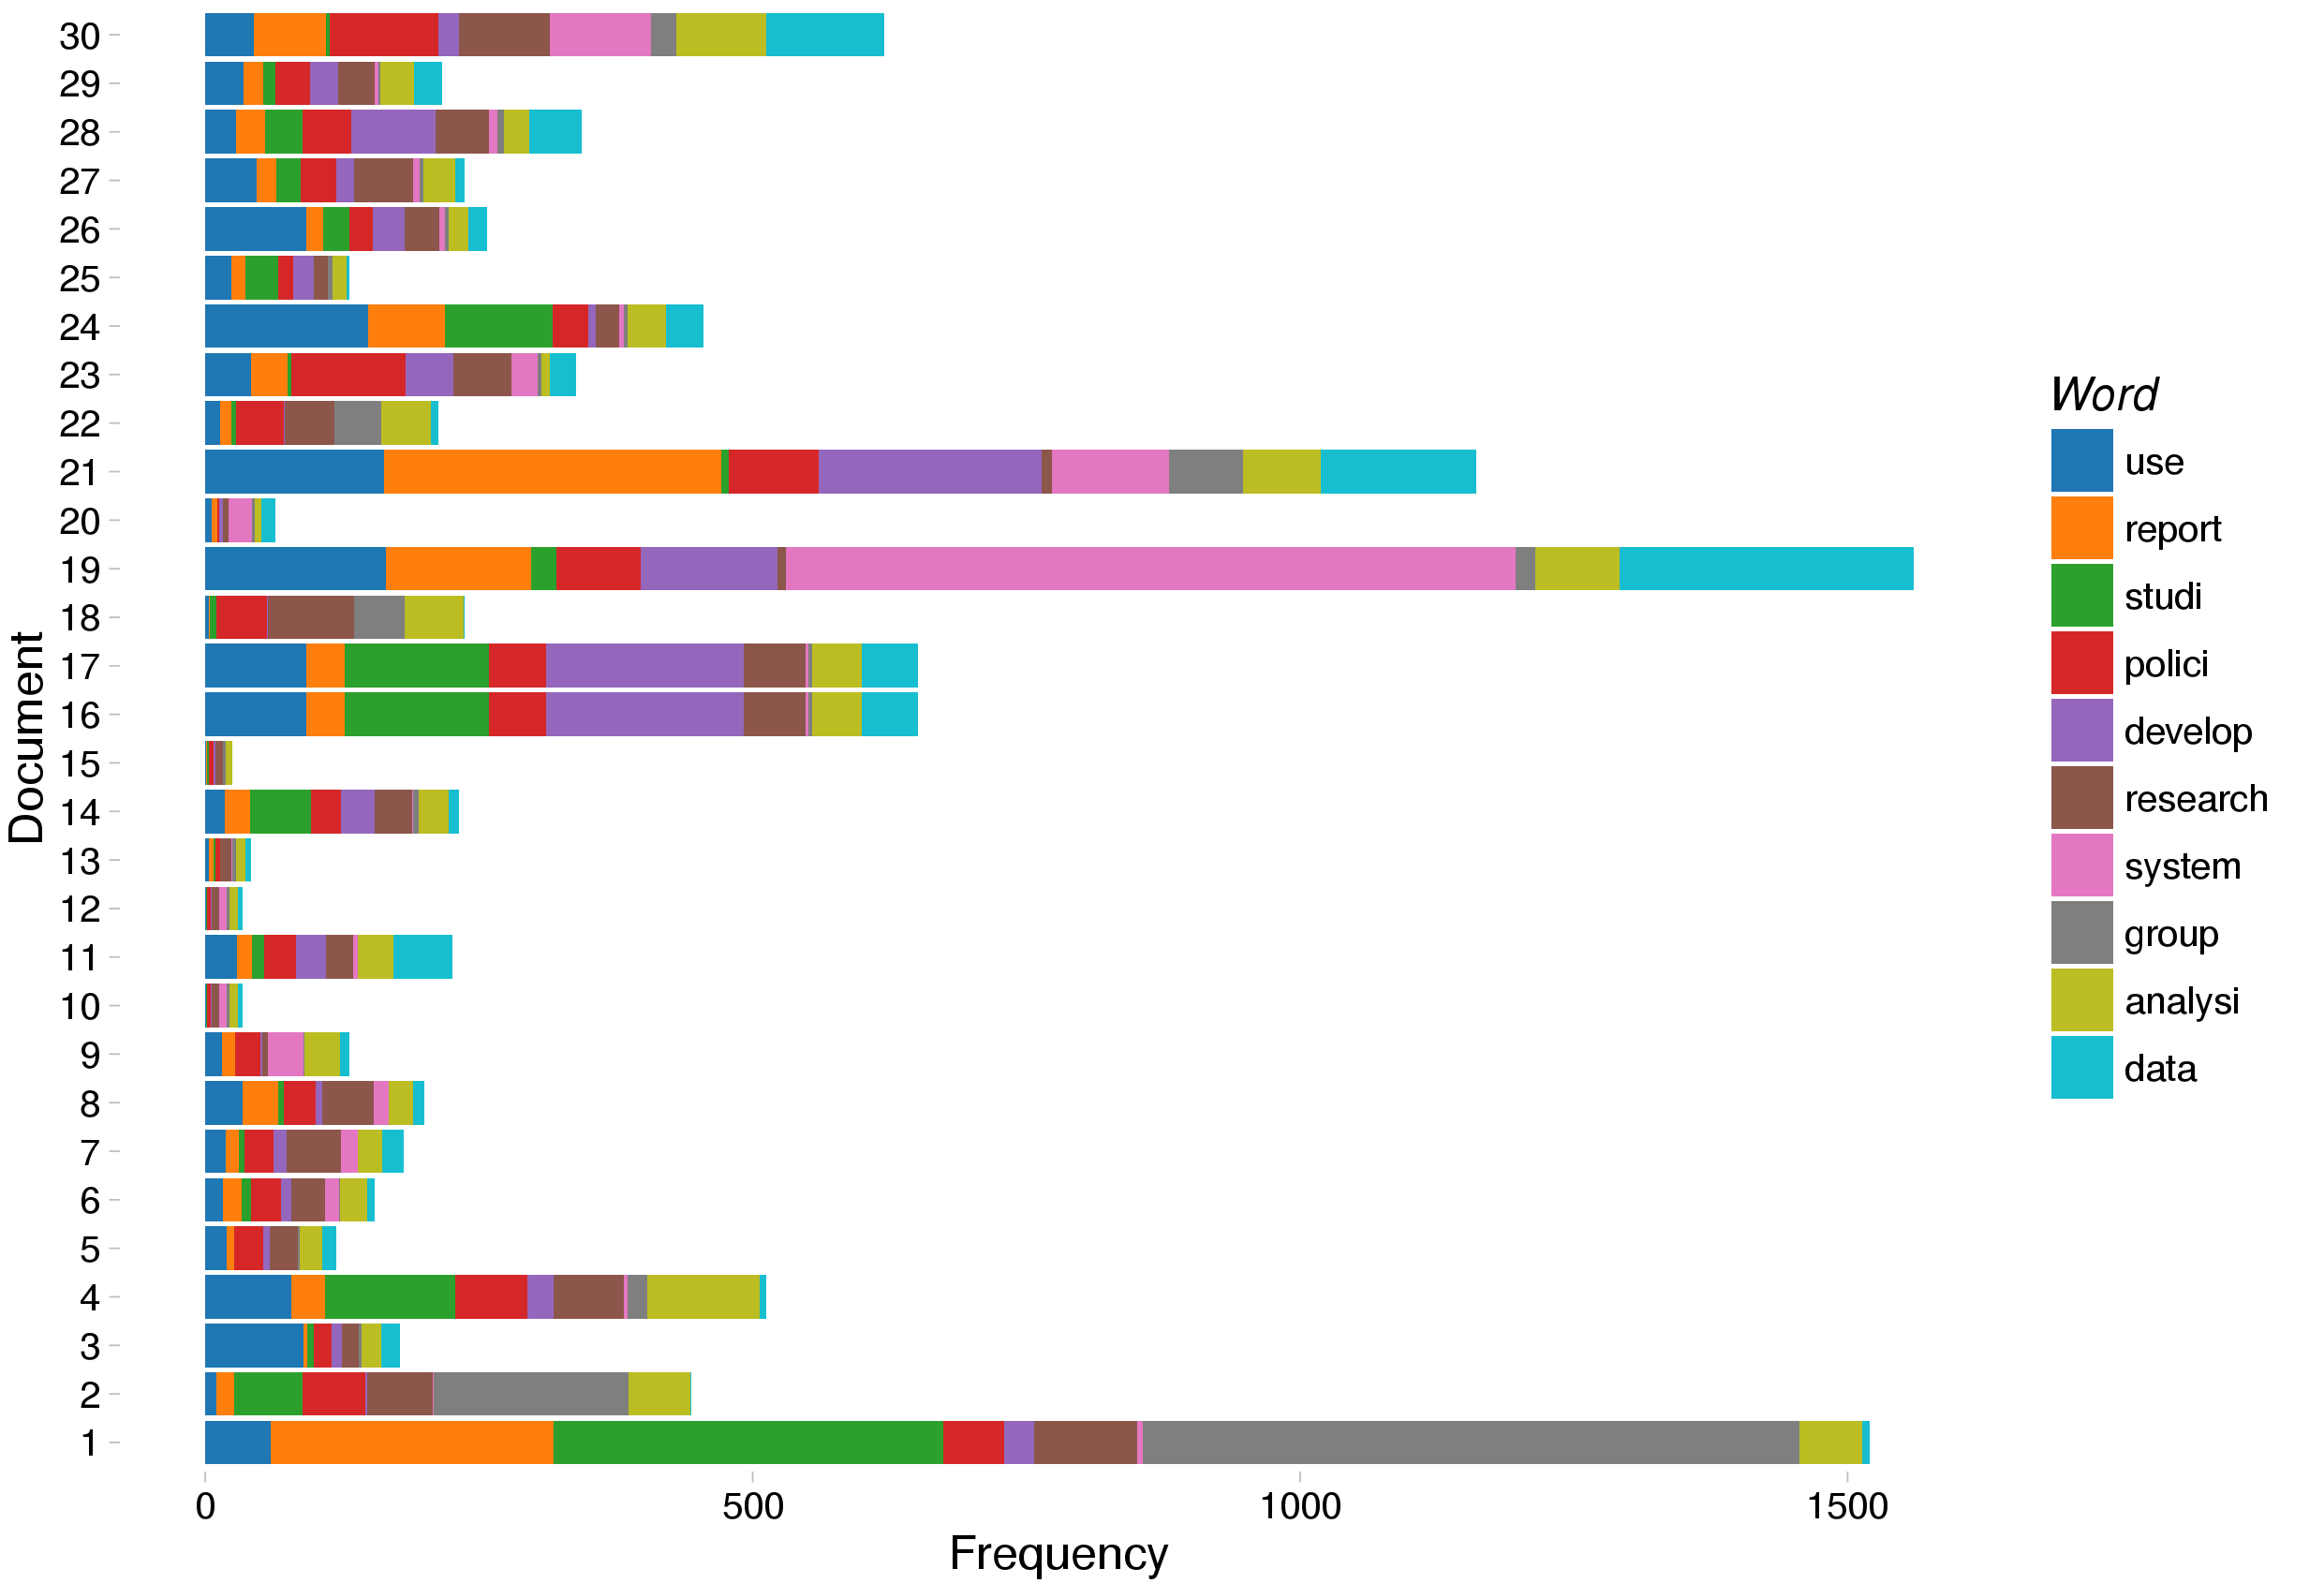 Document
30
29
28
27
26
25
24
23
22
21
20
19
18
17
16
15
14
13
12
11
10
9
8
7
6
5
4
3
2
1
0 500 1000 1500
Frequency
Word
use
report
studi
polici
develop
research
system
group
analysi
data